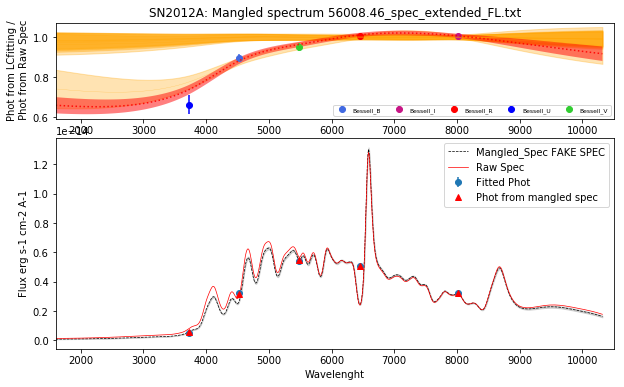 SN2012A: Mangled spectrum 56008.46_spec_extended_FL.txt
Phot from LCfitting /
Phot from Raw Spec
1.0
0.8
0.6
Bessell_B
Bessell_I
Bessell_R
Bessell_U
Bessell_V
2000 3000 4000 5000 6000 7000 8000 9000 10000
1e−14
Flux erg s-1 cm-2 A-1
1.2
1.0
0.8
0.6
0.4
0.2
0.0
Mangled_Spec FAKE SPEC
Raw Spec
Fitted Phot
Phot from mangled spec
2000 3000 4000 5000 6000 7000 8000 9000 10000
Wavelenght